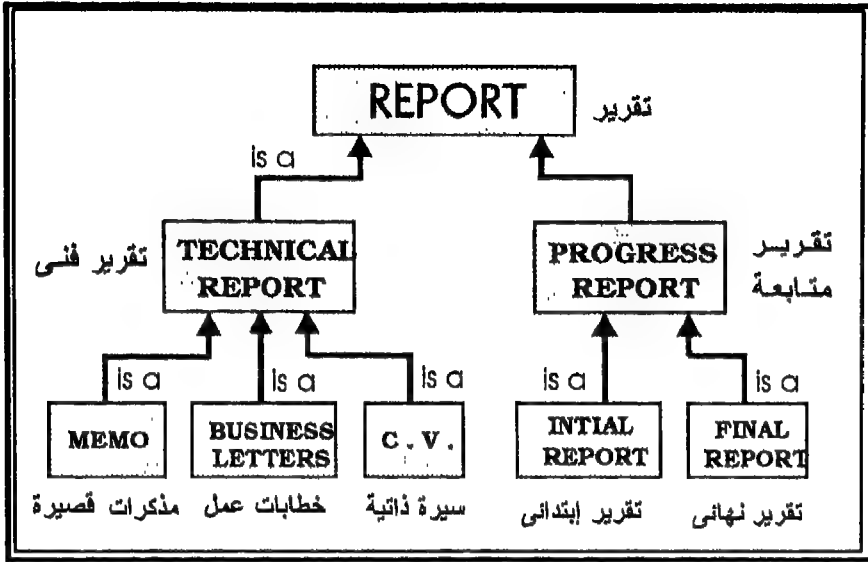 REPORT
تقرير
is a
تقرير فنى
TECHNICAL
REPORT
PROGRESS
REPORT
تقرير
متابعة
is a
is a
is a
is a
is a
MEMO
BUSINESS
LETTERS
C . V .
INTIAL
REPORT
FINAL
REPORT
مذكرات قصيرة
خطابات عمل
سيرة ذاتية
تقرير إبتدائى
تقرير نهائى